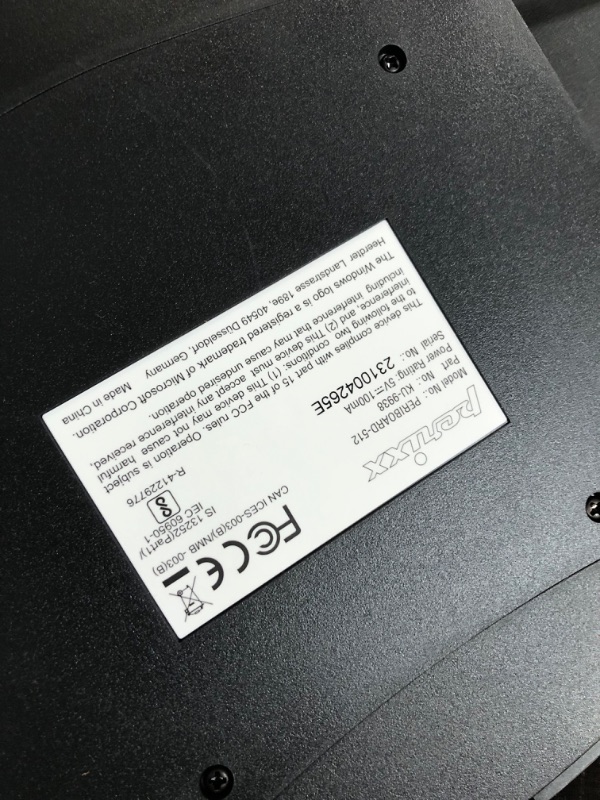 perixx
Model No.: PERIBOARD-512
Part No.: KU-9938
Power Rating: 5V⎓100mA
Serial No.: 231004265E
FC CE
CAN ICES-003(B)/NMB -003(B)
IS 13252(Part1)/
IEC 60950-1
R-41229776
This device complies with part 15 of the FCC rules. Operation is subject
to the following two conditions: (1) This device may not cause harmful
interference, and (2) This device must accept any interference received,
including interference that may cause undesired operation.
The Windows logo is a registered trademark of Microsoft Corporation.
Heerdter Landstrasse 189e, 40549 Düsseldorf, Germany
Made in China